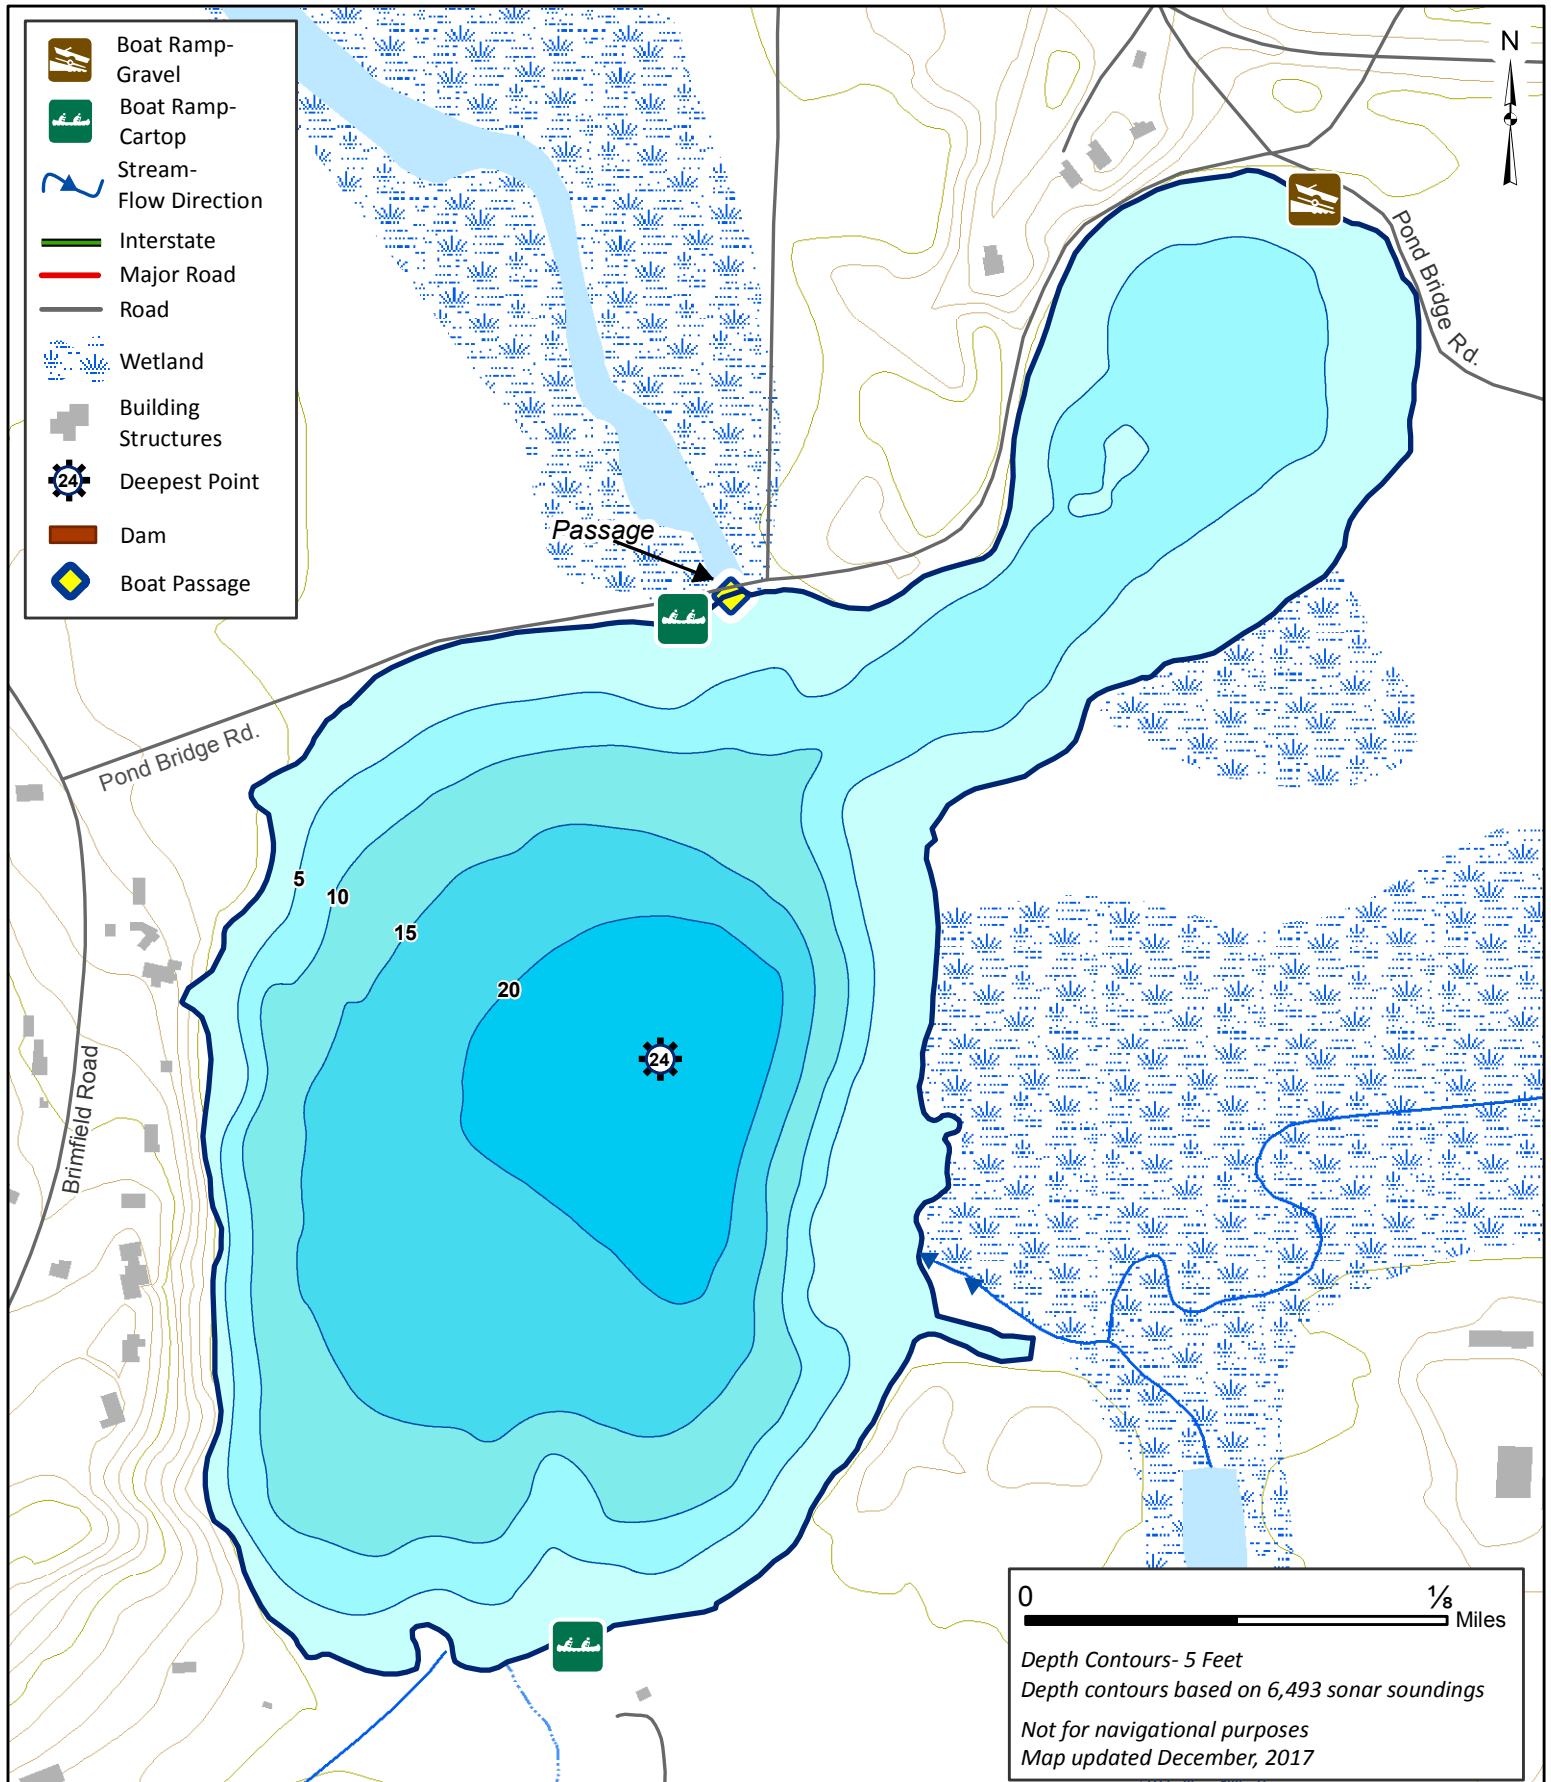 Boat Ramp-
Gravel
Boat Ramp-
Cartop
Stream-
Flow Direction
Interstate
Major Road
Road
Wetland
Building
Structures
24
Deepest Point
Dam
Boat Passage
N
Pond Bridge Rd.
Passage
Pond Bridge Rd.
5
10
15
20
24
Brimfield Road
0
⅛
Miles
Depth Contours- 5 Feet
Depth contours based on 6,493 sonar soundings
Not for navigational purposes
Map updated December, 2017